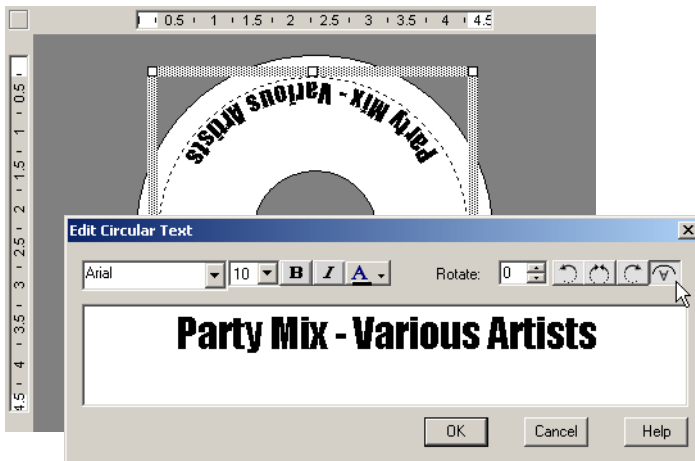 0.5 1 1.5 2 2.5 3 3.5 4 4.5
0.5
1
1.5
2
2.5
3
3.5
4
4.5
Party Mix - Various Artists
Edit Circular Text
Arial 10 B I A Rotate: 0 A
Party Mix - Various Artists
OK Cancel Help